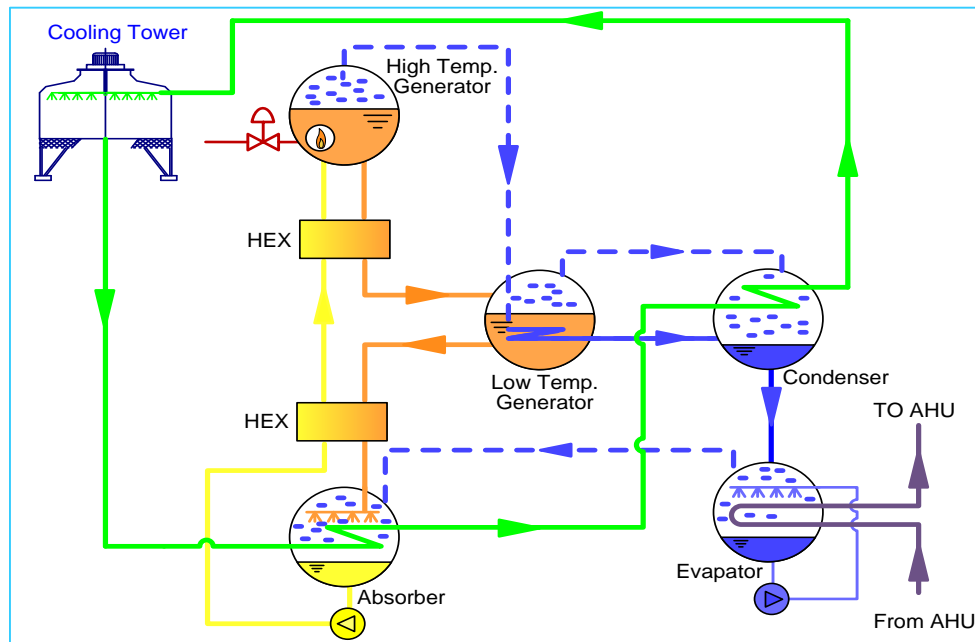 Cooling Tower
High Temp.
Generator
HEX
Low Temp.
Generator
Condenser
HEX
TO AHU
Evapator
Absorber
From AHU